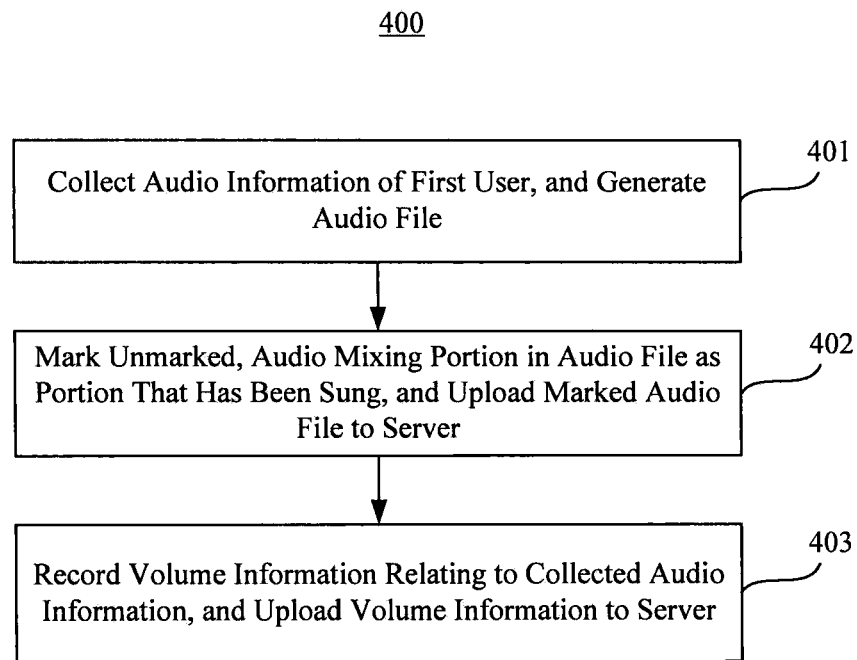 400
401
Collect Audio Information of First User, and Generate
Audio File
402
Mark Unmarked, Audio Mixing Portion in Audio File as
Portion That Has Been Sung, and Upload Marked Audio
File to Server
403
Record Volume Information Relating to Collected Audio
Information, and Upload Volume Information to Server